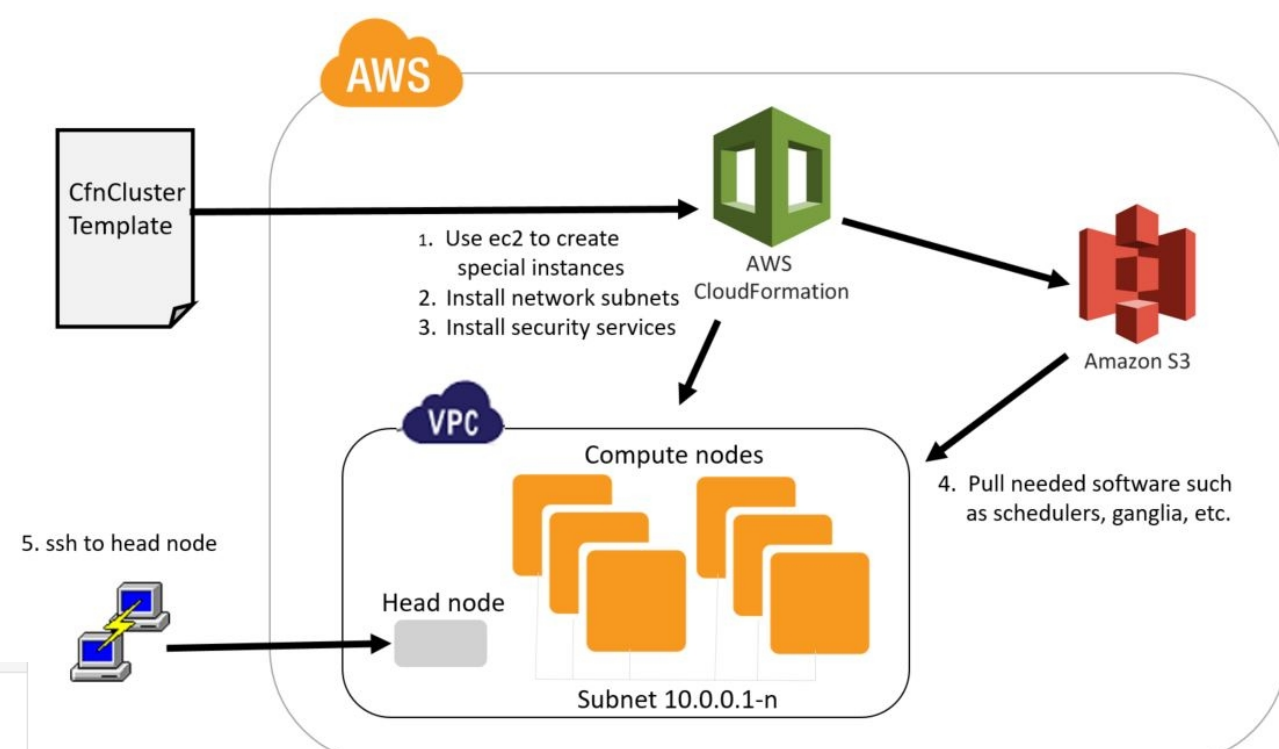 AWS
CfnCluster
Template
1. Use ec2 to create
special instances
2. Install network subnets
3. Install security services
AWS
CloudFormation
Amazon S3
VPC
Compute nodes
4. Pull needed software such
as schedulers, ganglia, etc.
5. ssh to head node
Head node
Subnet 10.0.0.1-n